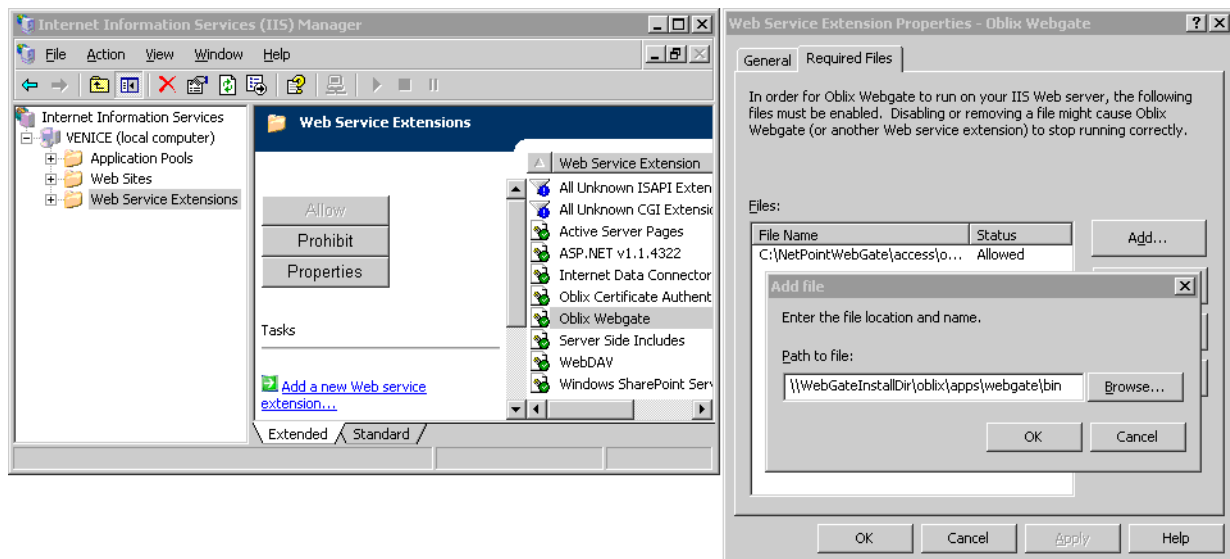 Internet Information Services (IIS) Manager
File Action View Window Help
Internet Information Services
VENICE (local computer)
Application Pools
Web Sites
Web Service Extensions
Web Service Extensions
Allow
Prohibit
Properties
Tasks
Add a new Web service
extension...
Web Service Extension
All Unknown ISAPI Exten
All Unknown CGI Extensio
Active Server Pages
ASP.NET v1.1.4322
Internet Data Connector
Oblix Certificate Authent
Oblix Webgate
Server Side Includes
WebDAV
Windows SharePoint Serv
Extended Standard
Web Service Extension Properties - Oblix Webgate
General Required Files
In order for Oblix Webgate to run on your IIS Web server, the following
files must be enabled. Disabling or removing a file might cause Oblix
Webgate (or another Web service extension) to stop running correctly.
Files:
File Name Status
C:\NetPointWebGate\access\o... Allowed
Add...
Add file
Enter the file location and name.
Path to file:
\\WebGateInstallDir\oblix\apps\webgate\bin
Browse...
OK Cancel
OK Cancel Apply Help